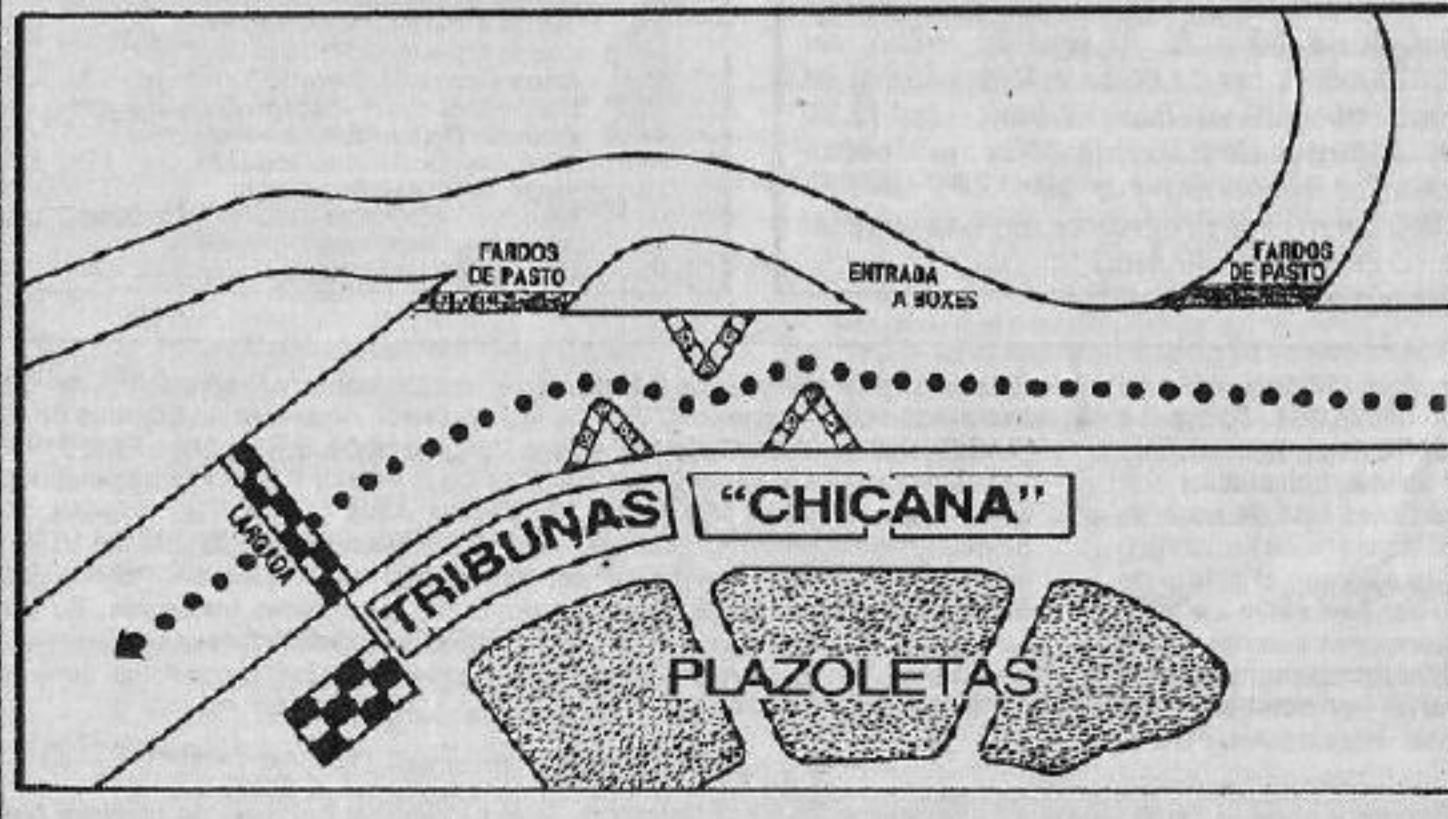 FARDOS
DE PASTO
ENTRADA
A BOXES
FARDOS
DE PASTO
LARGADA
TRIBUNAS
"CHICANA"
PLAZOLETAS